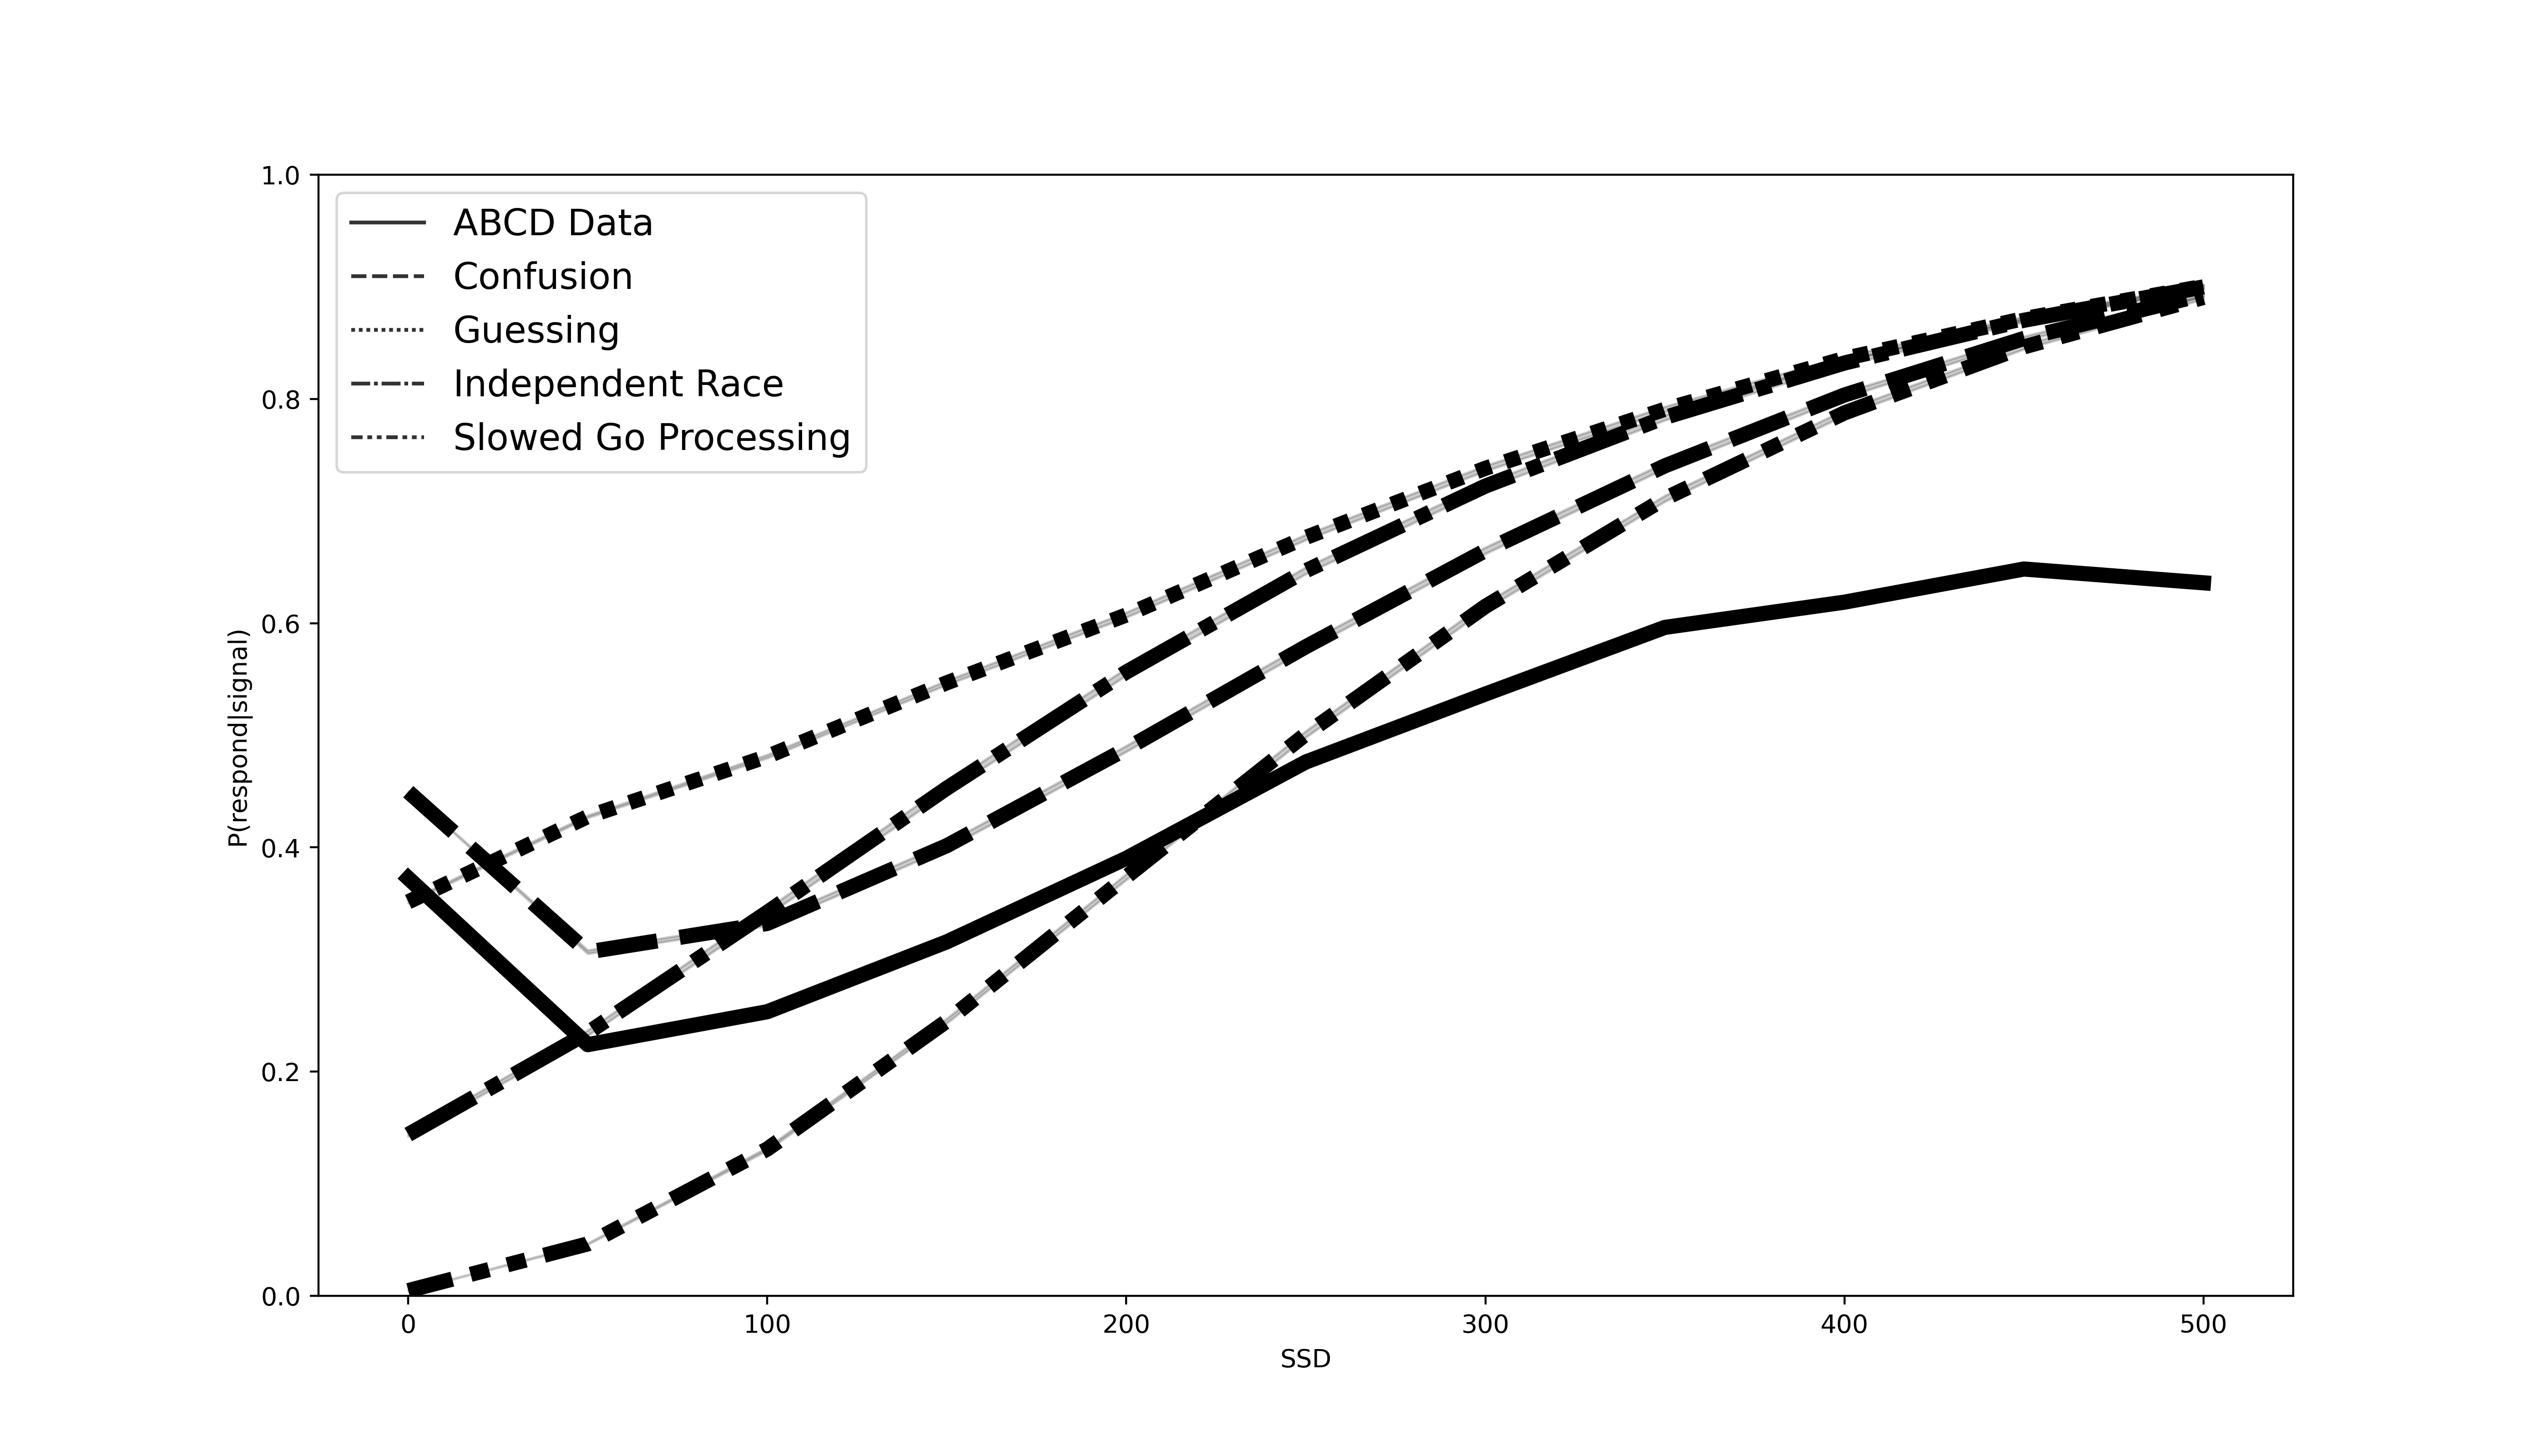 1.0
0.8
0.6
0.4
0.2
0.0
P(respond|signal)
ABCD Data
Confusion
Guessing
Independent Race
Slowed Go Processing
0 100 200 300 400 500
SSD